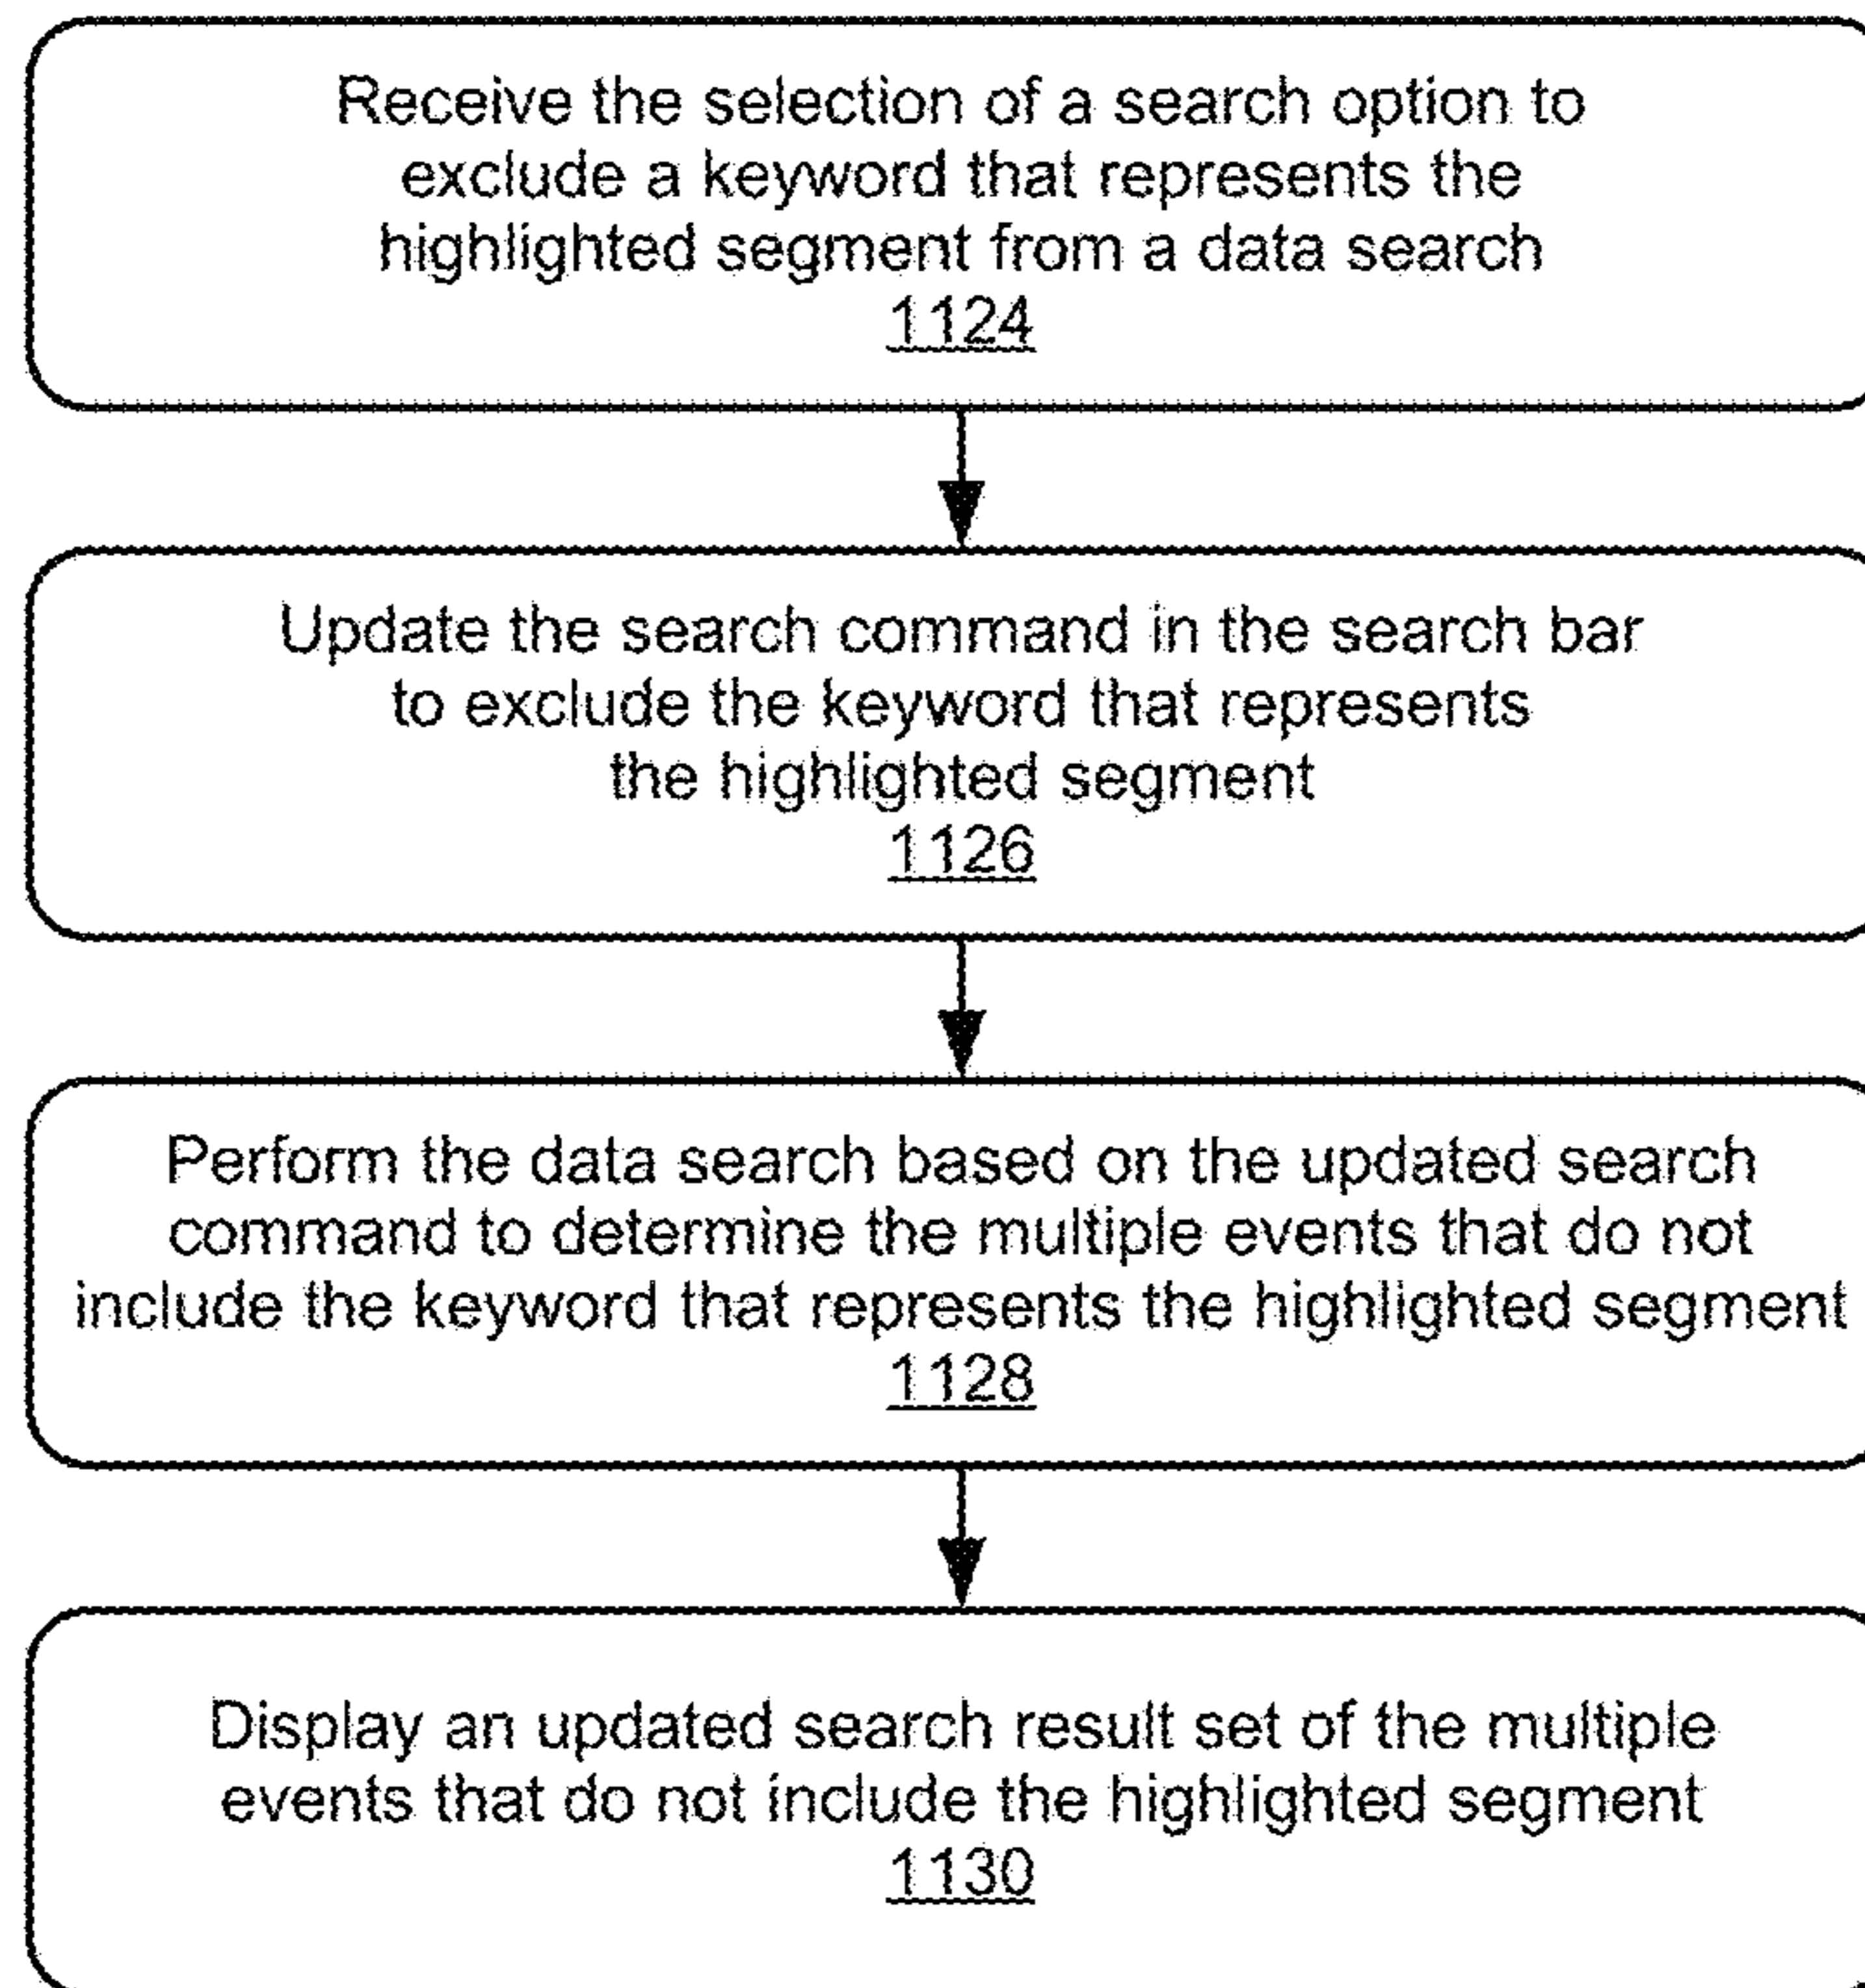 Receive the selection of a search option to
exclude a keyword that represents the
highlighted segment from a data search
1124
Update the search command in the search bar
to exclude the keyword that represents
the highlighted segment
1126
Perform the data search based on the updated search
command to determine the multiple events that do not
include the keyword that represents the highlighted segment
1128
Display an updated search result set of the multiple
events that do not include the highlighted segment
1130